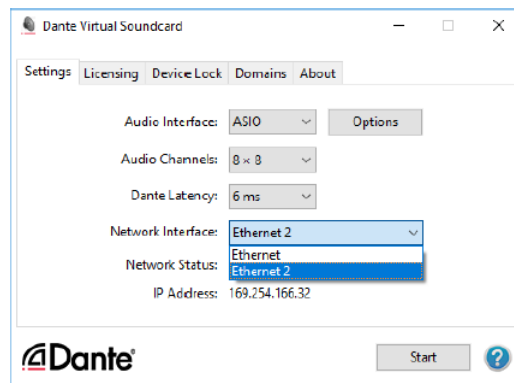 Dante Virtual Soundcard
Settings Licensing Device Lock Domains About
Audio Interface: ASIO Options
Audio Channels: 8 × 8
Dante Latency: 6 ms
Network Interface: Ethernet 2
Ethernet
Network Status: Ethernet 2
IP Address: 169.254.166.32
Dante® Start ?